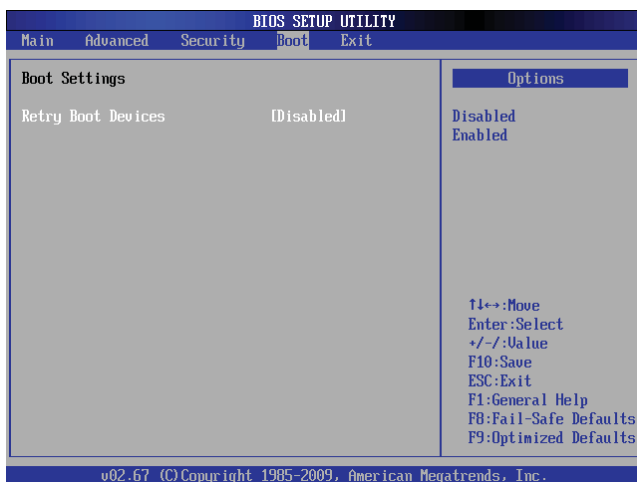 BIOS SETUP UTILITY
Main Advanced Security Boot Exit
Boot Settings
Retry Boot Devices [Disabled]
Options
Disabled
Enabled
↑↓↔:Move
Enter:Select
+/-/:Value
F10:Save
ESC:Exit
F1:General Help
F8:Fail-Safe Defaults
F9:Optimized Defaults
v02.67 (C)Copyright 1985-2009, American Megatrends, Inc.